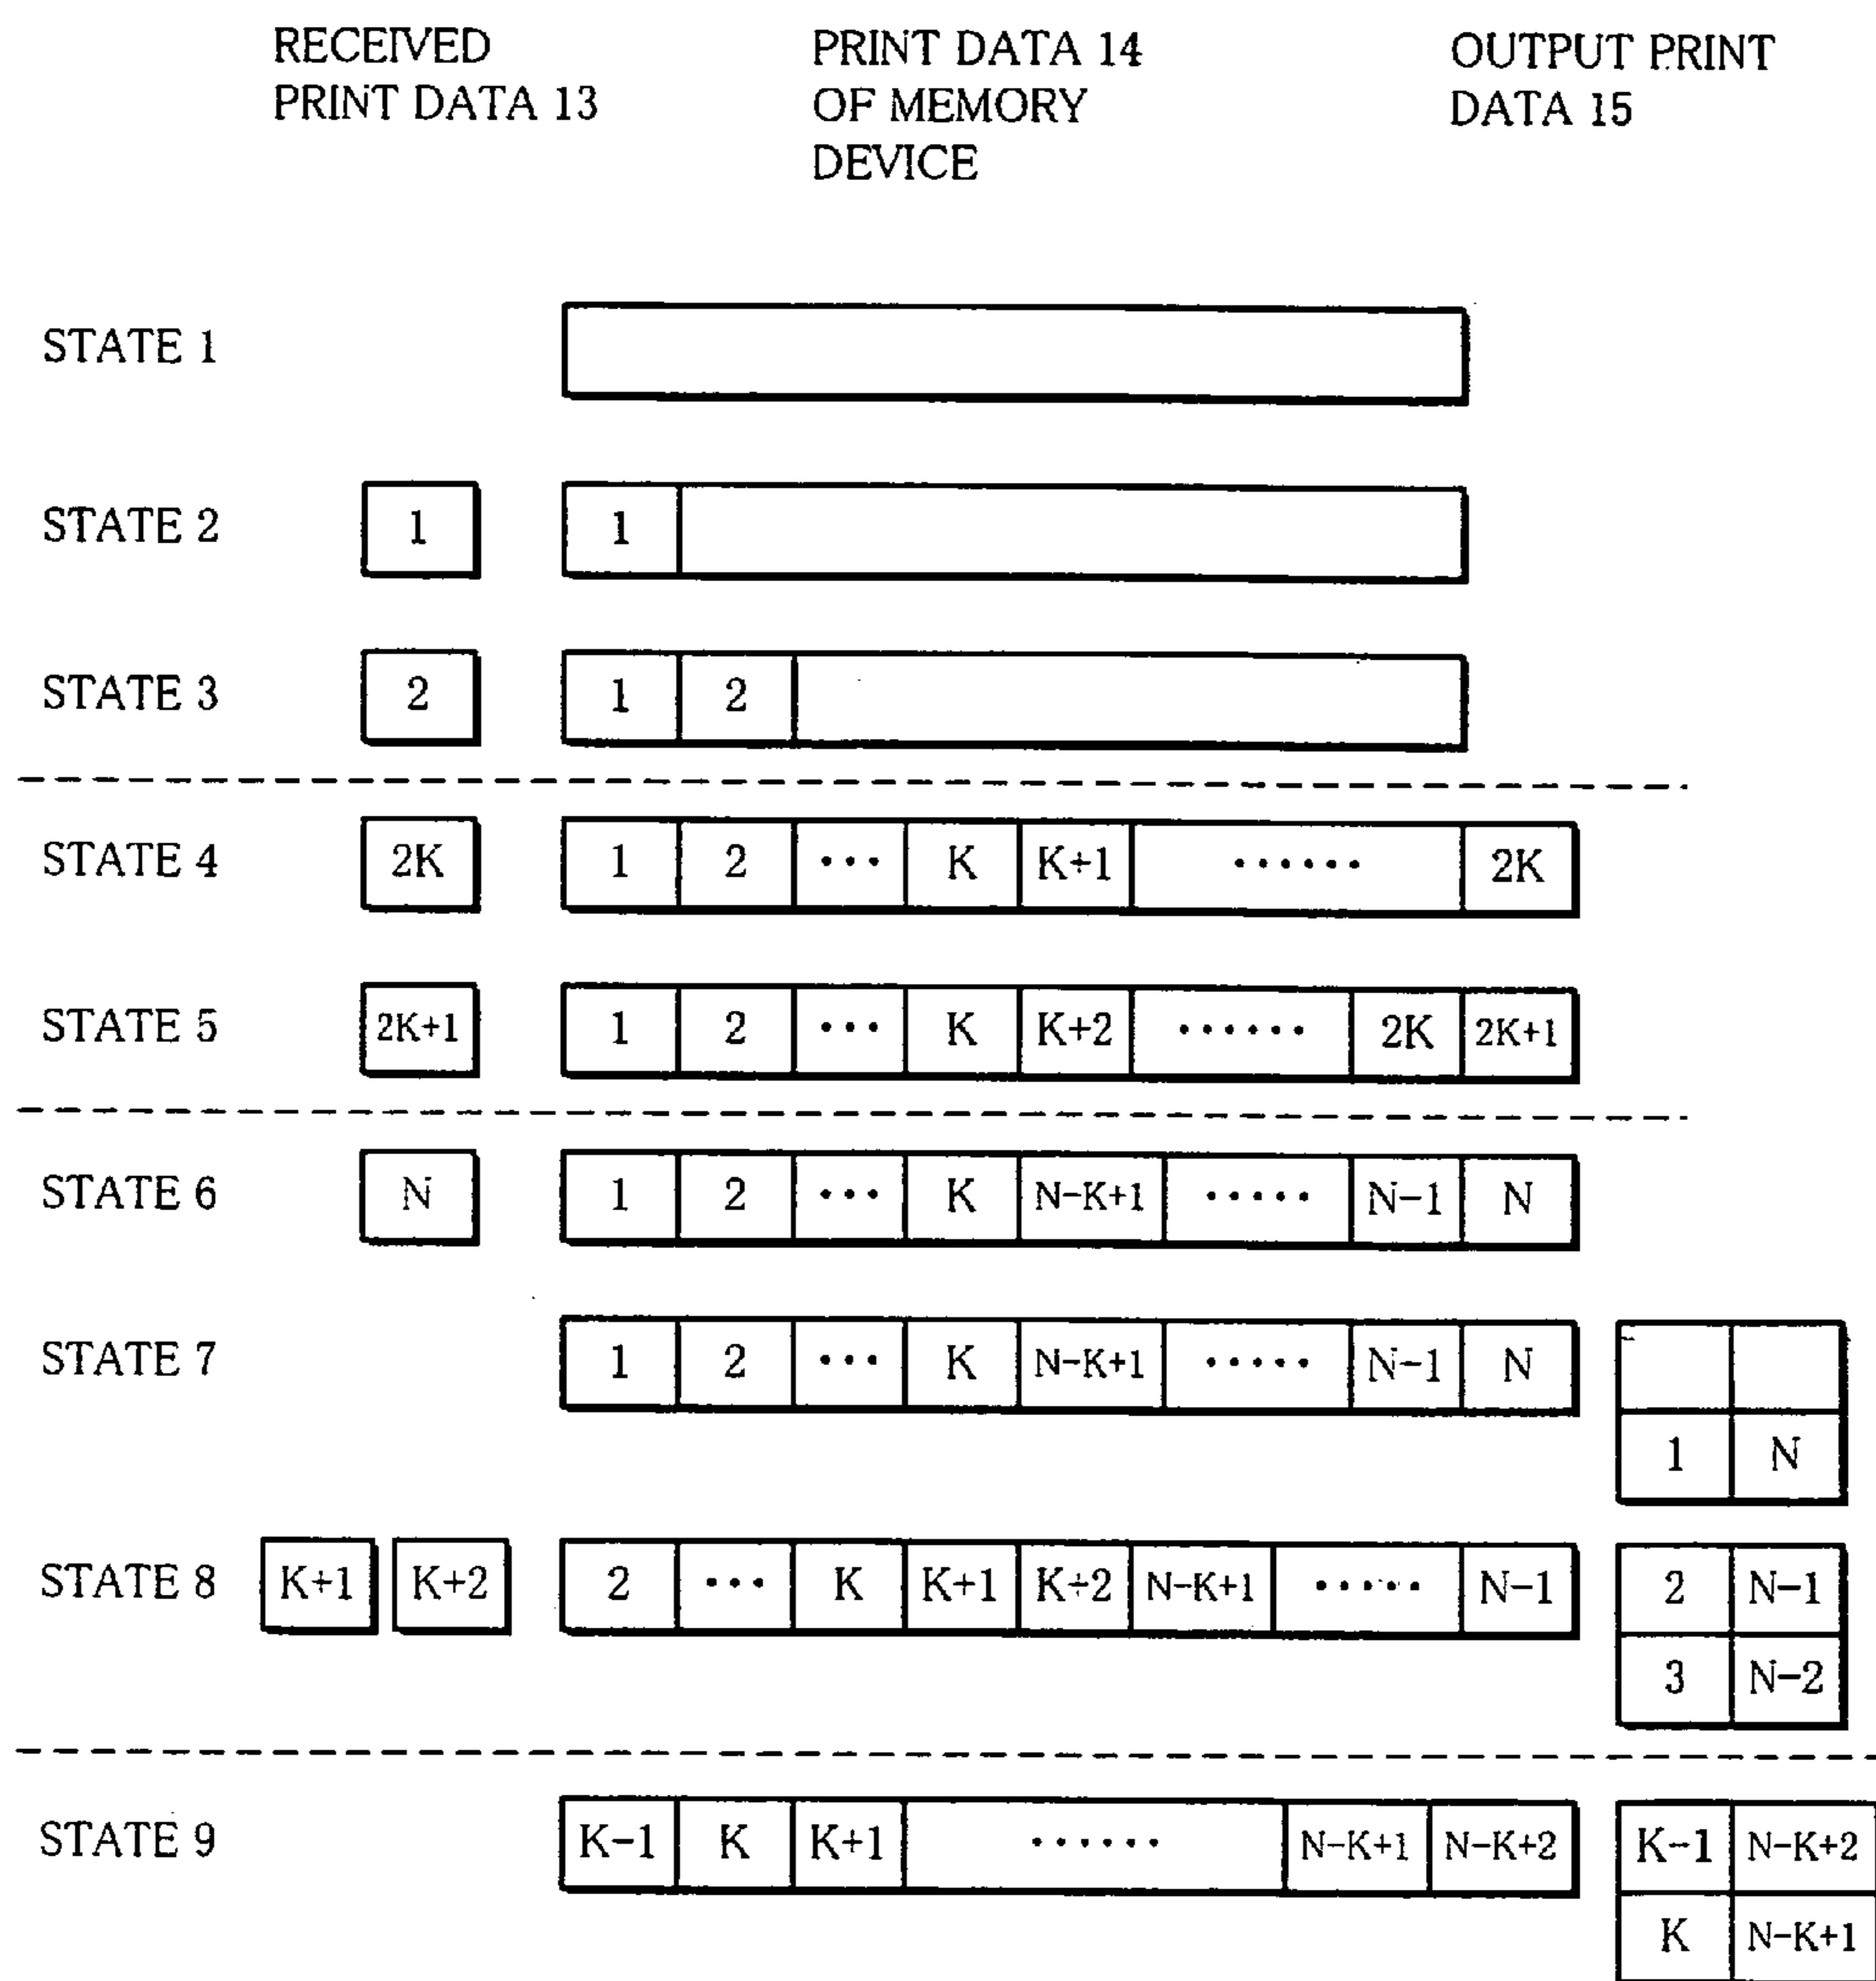 RECEIVED
PRINT DATA 13
PRINT DATA 14
OF MEMORY
DEVICE
OUTPUT PRINT
DATA 15
STATE 1
STATE 2 1 1
STATE 3 2 1 2
STATE 4 2K 1 2 ··· K K+1 ······ 2K
STATE 5 2K+1 1 2 ··· K K+2 ······ 2K 2K+1
STATE 6 N 1 2 ··· K N-K+1 ····· N-1 N
STATE 7 1 2 ··· K N-K+1 ····· N-1 N
1 N
STATE 8 K+1 K+2 2 ··· K K+1 K+2 N-K+1 ····· N-1 2 N-1
3 N-2
STATE 9 K-1 K K+1 ······ N-K+1 N-K+2 K-1 N-K+2
K N-K+1